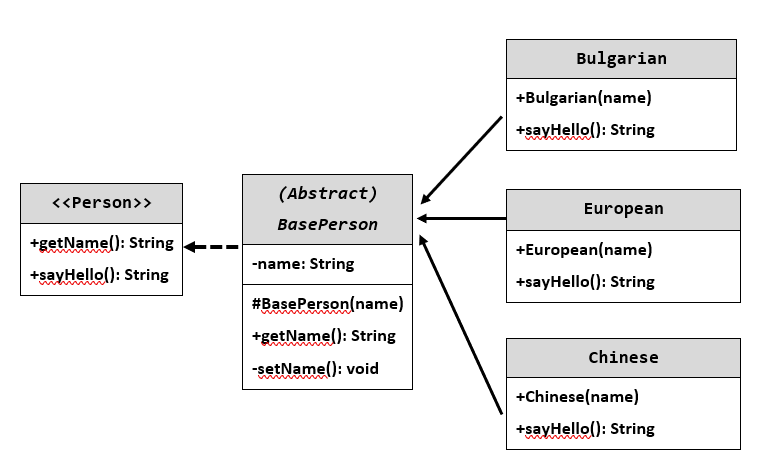 <<Person>>
+getName(): String
+sayHello(): String
(Abstract)
BasePerson
-name: String
#BasePerson(name)
+getName(): String
-setName(): void
Bulgarian
+Bulgarian(name)
+sayHello(): String
European
+European(name)
+sayHello(): String
Chinese
+Chinese(name)
+sayHello(): String